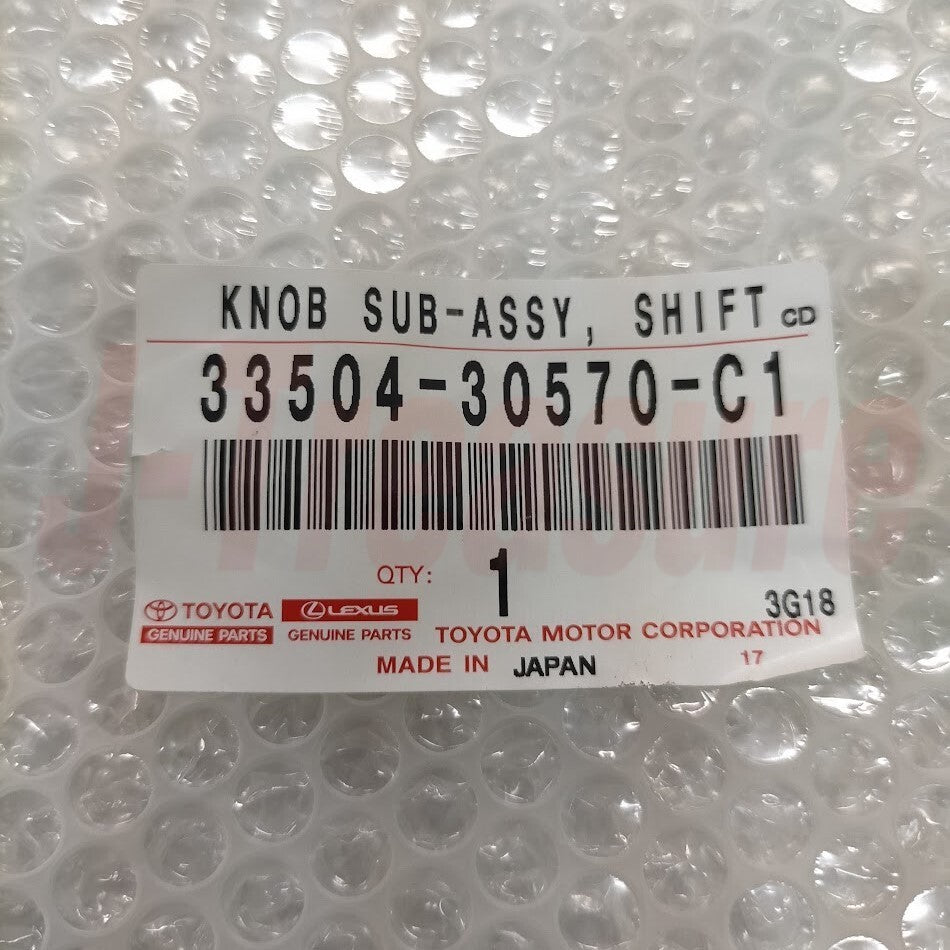 KNOB SUB-ASSY, SHIFT CD
33504-30570-C1
QTY: 1
3G18
TOYOTA LEXUS
GENUINE PARTS GENUINE PARTS TOYOTA MOTOR CORPORATION
MADE IN JAPAN 17
J-Treasure